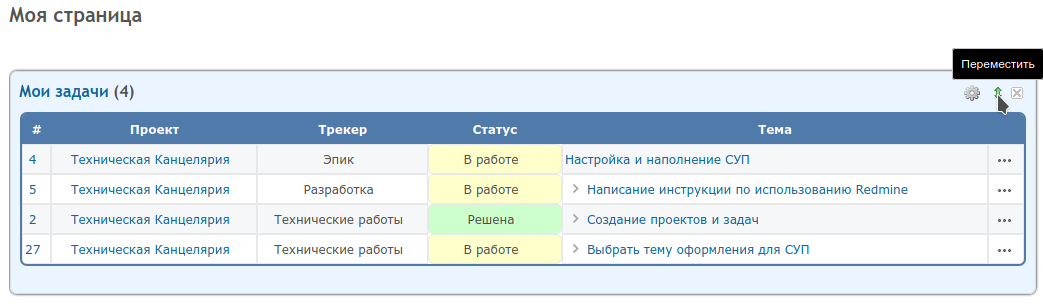 Моя страница
Переместить
Мои задачи (4)
# Проект Трекер Статус Тема
4 Техническая Канцелярия Эпик В работе Настройка и наполнение СУП
5 Техническая Канцелярия Разработка В работе Написание инструкции по использованию Redmine
2 Техническая Канцелярия Технические работы Решена Создание проектов и задач
27 Техническая Канцелярия Технические работы В работе Выбрать тему оформления для СУП